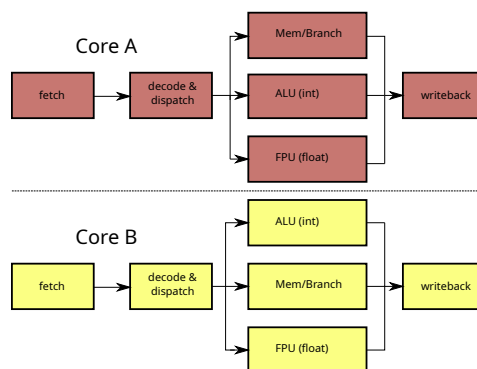 Core A
Mem/Branch
fetch
decode &
dispatch
ALU (int)
writeback
FPU (float)
Core B
ALU (int)
fetch
decode &
dispatch
Mem/Branch
writeback
FPU (float)